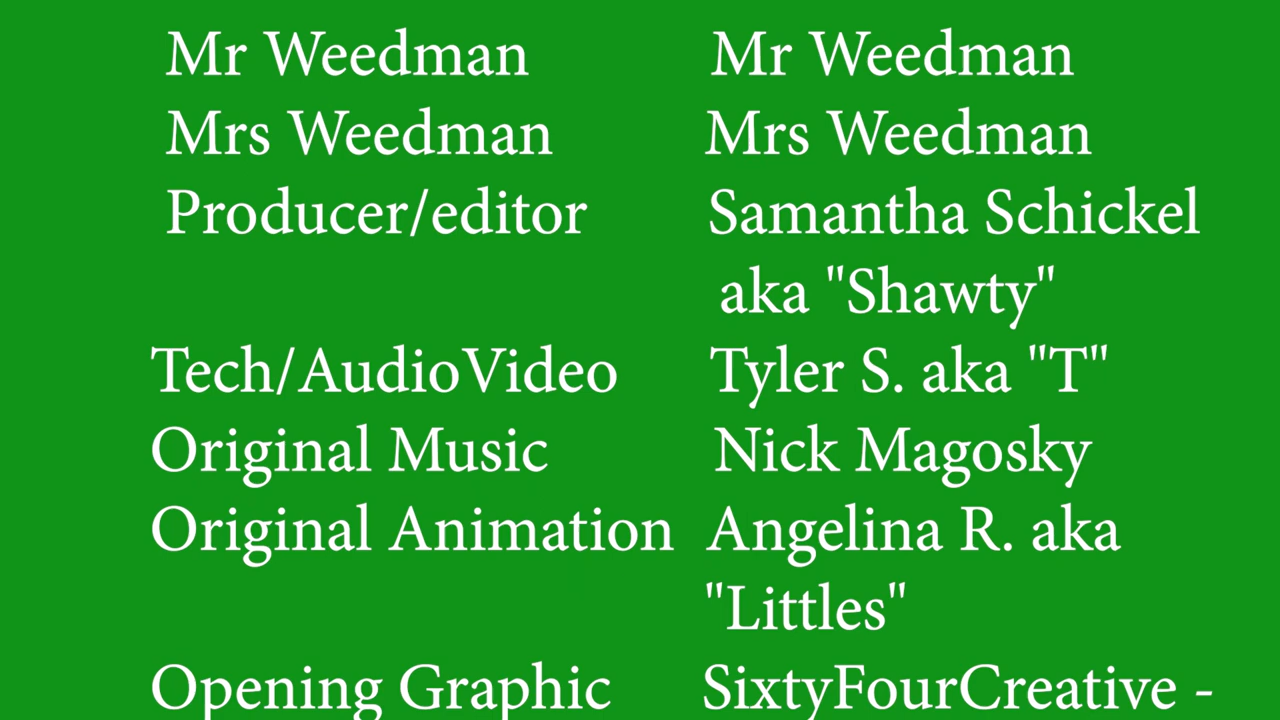 Mr Weedman Mr Weedman
Mrs Weedman Mrs Weedman
Producer/editor Samantha Schickel
aka "Shawty"
Tech/AudioVideo Tyler S. aka "T"
Original Music Nick Magosky
Original Animation Angelina R. aka
"Littles"
Opening Graphic SixtyFourCreative -